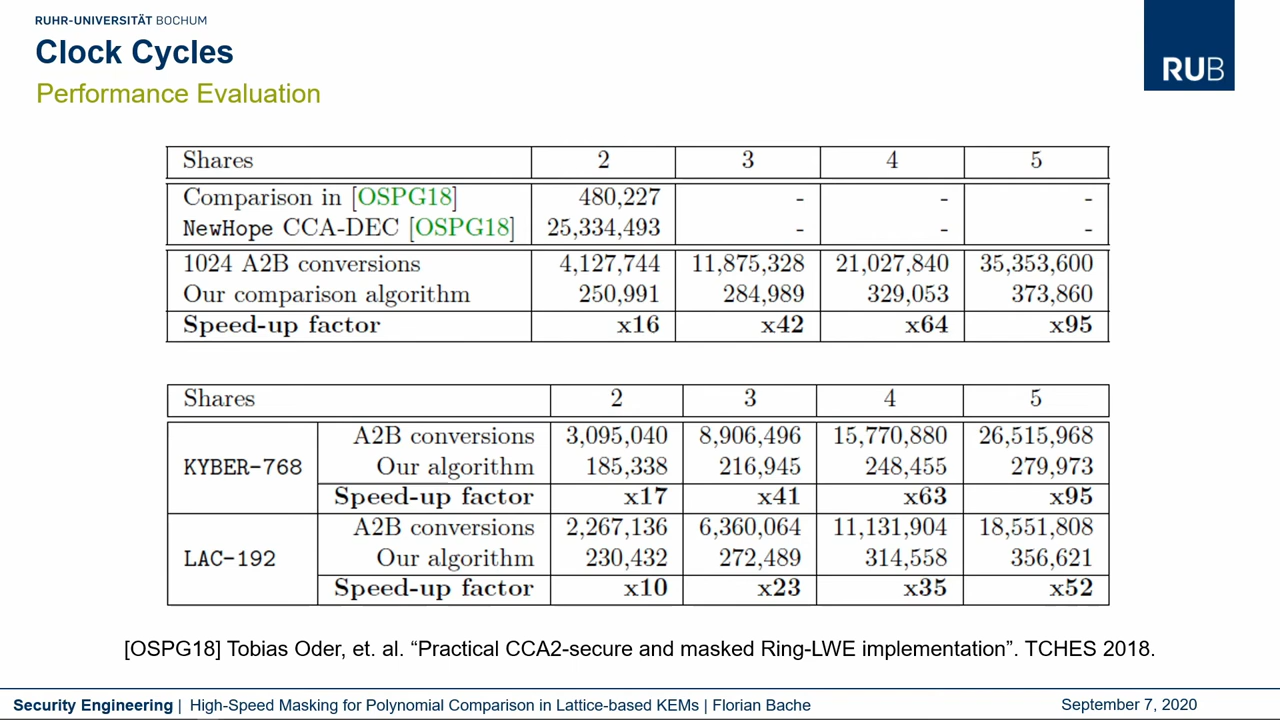 RUHR-UNIVERSITÄT BOCHUM
Clock Cycles
Performance Evaluation
RUB
Shares 2 3 4 5
Comparison in [OSPG18] 480,227 - - -
NewHope CCA-DEC [OSPG18] 25,334,493 - - -
1024 A2B conversions 4,127,744 11,875,328 21,027,840 35,353,600
Our comparison algorithm 250,991 284,989 329,053 373,860
Speed-up factor x16 x42 x64 x95
Shares 2 3 4 5
A2B conversions 3,095,040 8,906,496 15,770,880 26,515,968
KYBER-768 Our algorithm 185,338 216,945 248,455 279,973
Speed-up factor x17 x41 x63 x95
A2B conversions 2,267,136 6,360,064 11,131,904 18,551,808
LAC-192 Our algorithm 230,432 272,489 314,558 356,621
Speed-up factor x10 x23 x35 x52
[OSPG18] Tobias Oder, et. al. “Practical CCA2-secure and masked Ring-LWE implementation”. TCHES 2018.
Security Engineering | High-Speed Masking for Polynomial Comparison in Lattice-based KEMs | Florian Bache September 7, 2020